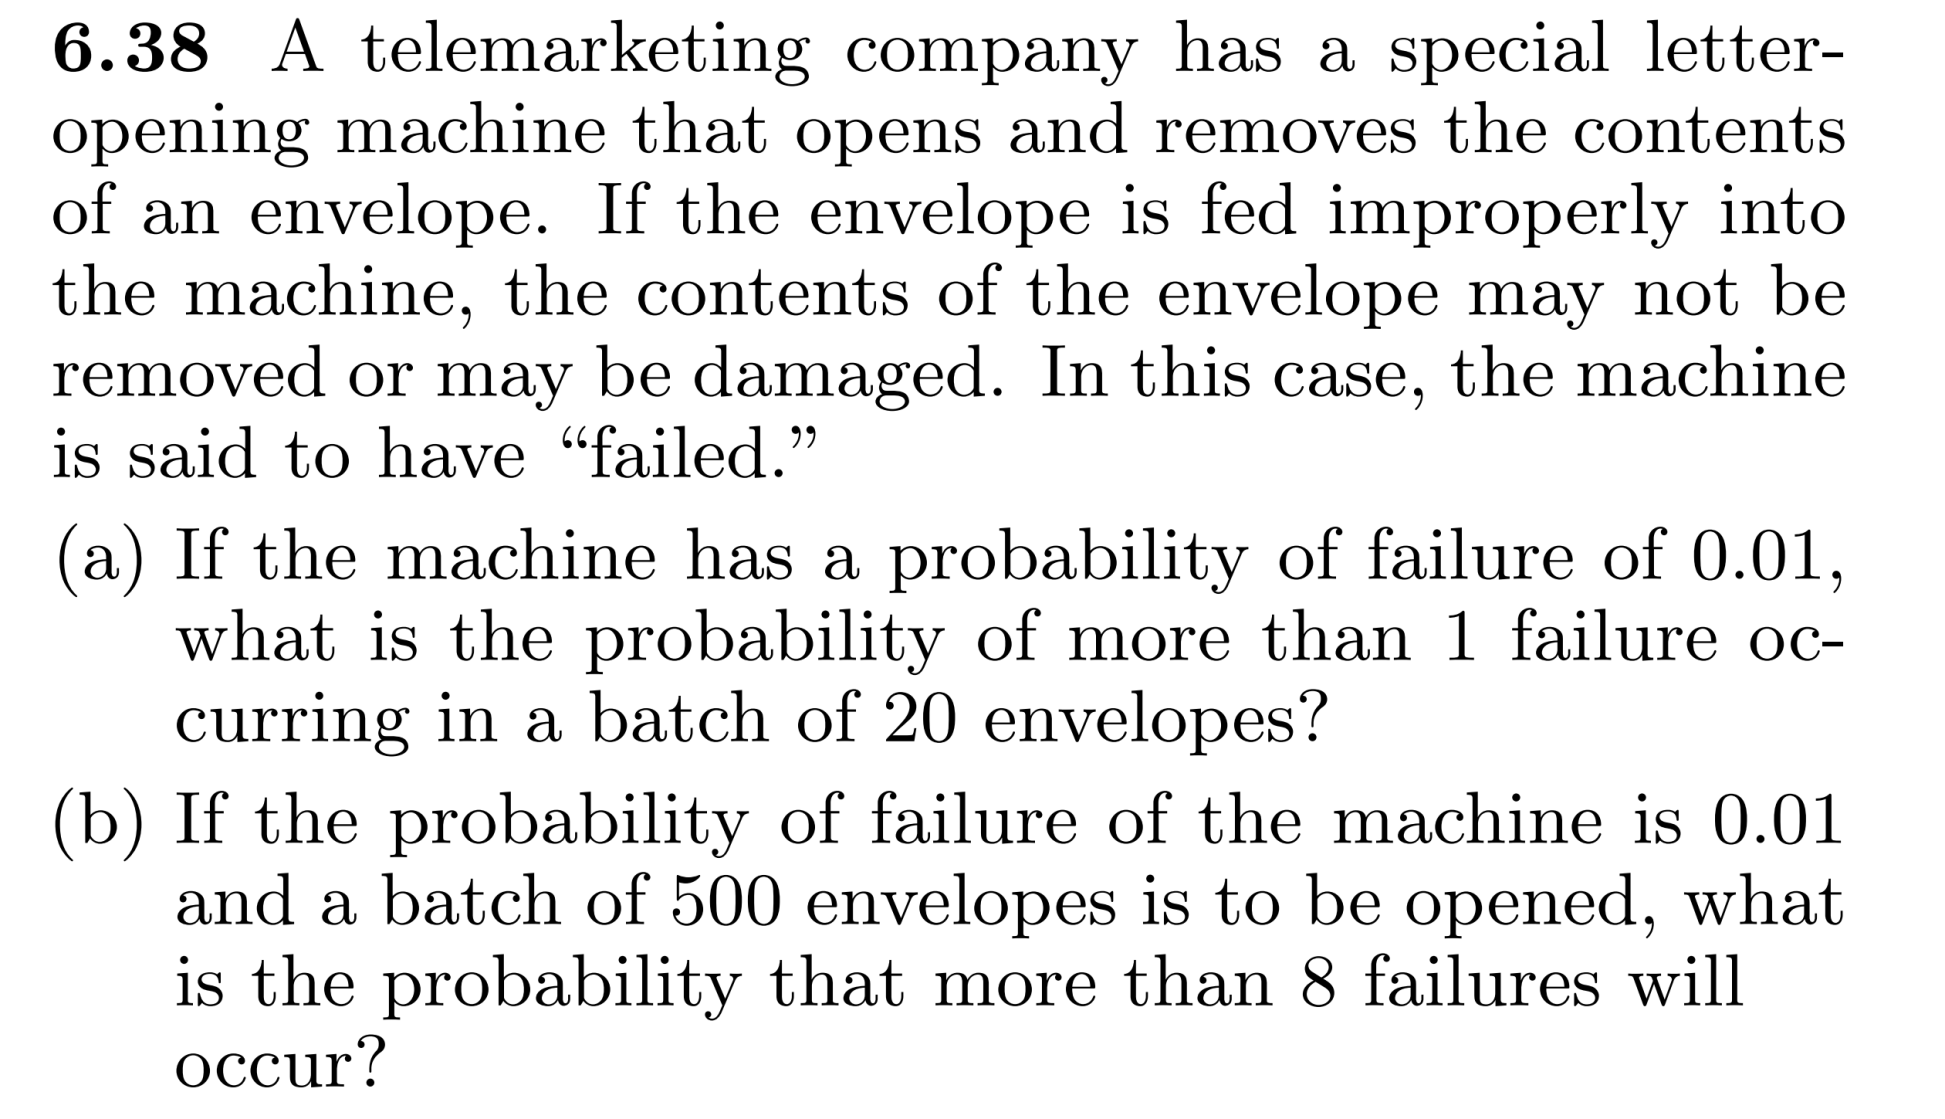 6.38 A telemarketing company has a special letter-
opening machine that opens and removes the contents
of an envelope. If the envelope is fed improperly into
the machine, the contents of the envelope may not be
removed or may be damaged. In this case, the machine
is said to have “failed.”
(a) If the machine has a probability of failure of 0.01,
what is the probability of more than 1 failure oc-
curring in a batch of 20 envelopes?
(b) If the probability of failure of the machine is 0.01
and a batch of 500 envelopes is to be opened, what
is the probability that more than 8 failures will
occur?